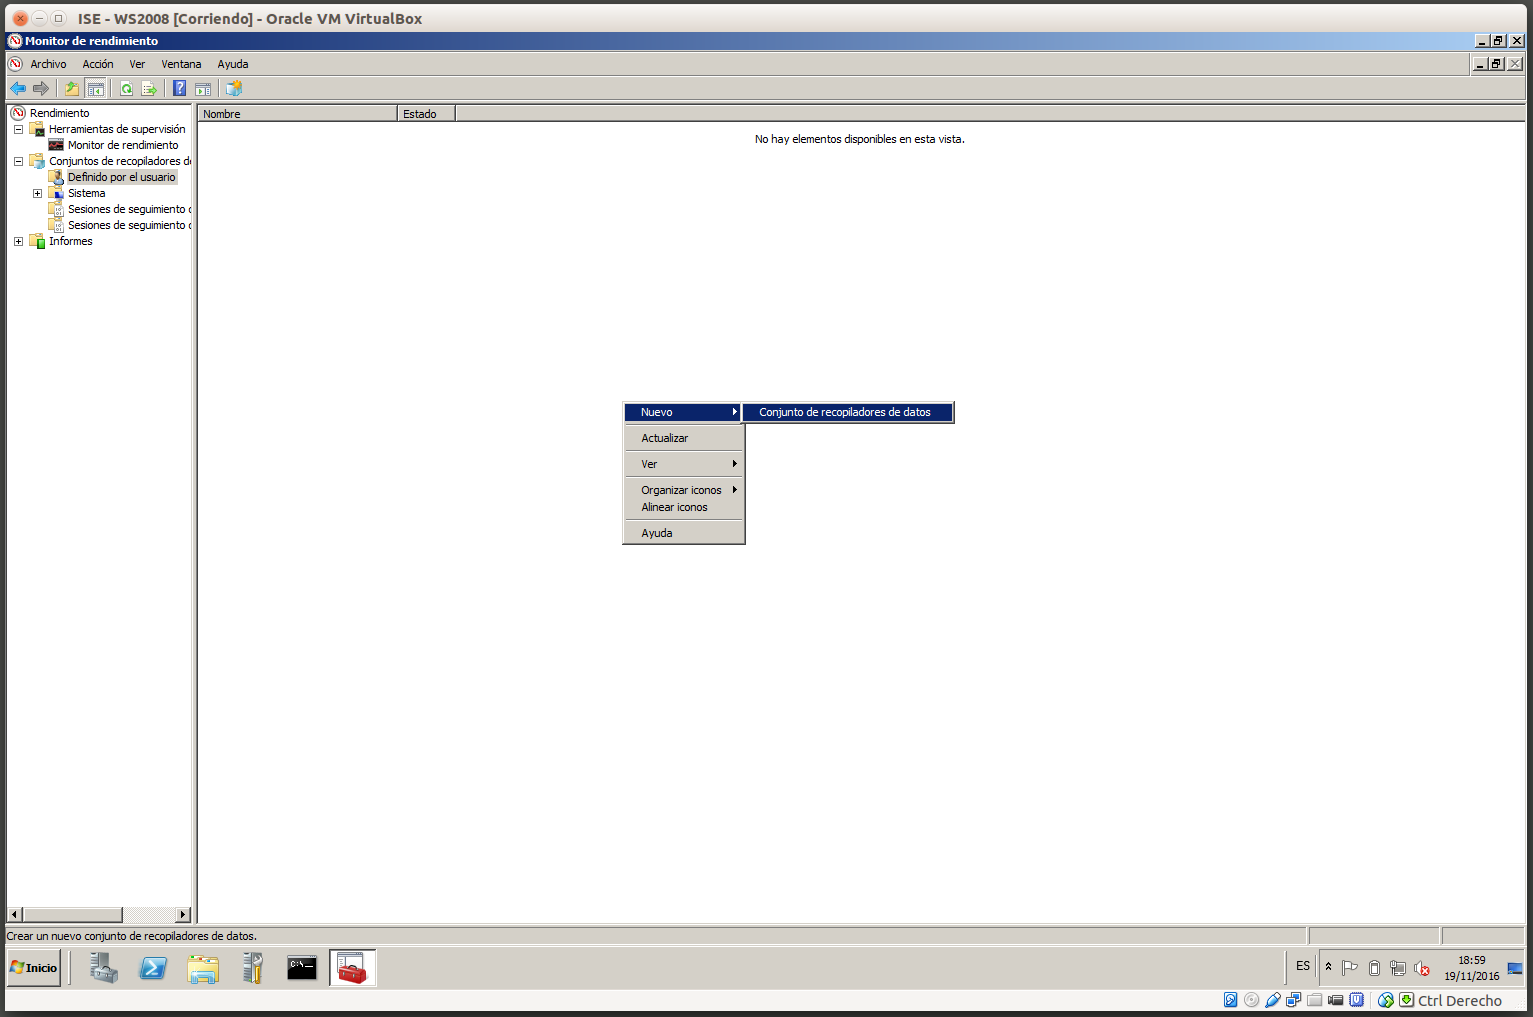 ISE - WS2008 [Corriendo] - Oracle VM VirtualBox
Monitor de rendimiento
Archivo Acción Ver Ventana Ayuda
Rendimiento
Herramientas de supervisión
Monitor de rendimiento
Conjuntos de recopiladores de
Definido por el usuario
Sistema
Sesiones de seguimiento
Sesiones de seguimiento
Informes
Nombre Estado
No hay elementos disponibles en esta vista.
Nuevo
Conjunto de recopiladores de datos
Actualizar
Ver
Organizar iconos
Alinear iconos
Ayuda
Crear un nuevo conjunto de recopiladores de datos.
Inicio
C:\_
ES
18:59
19/11/2016
Ctrl Derecho